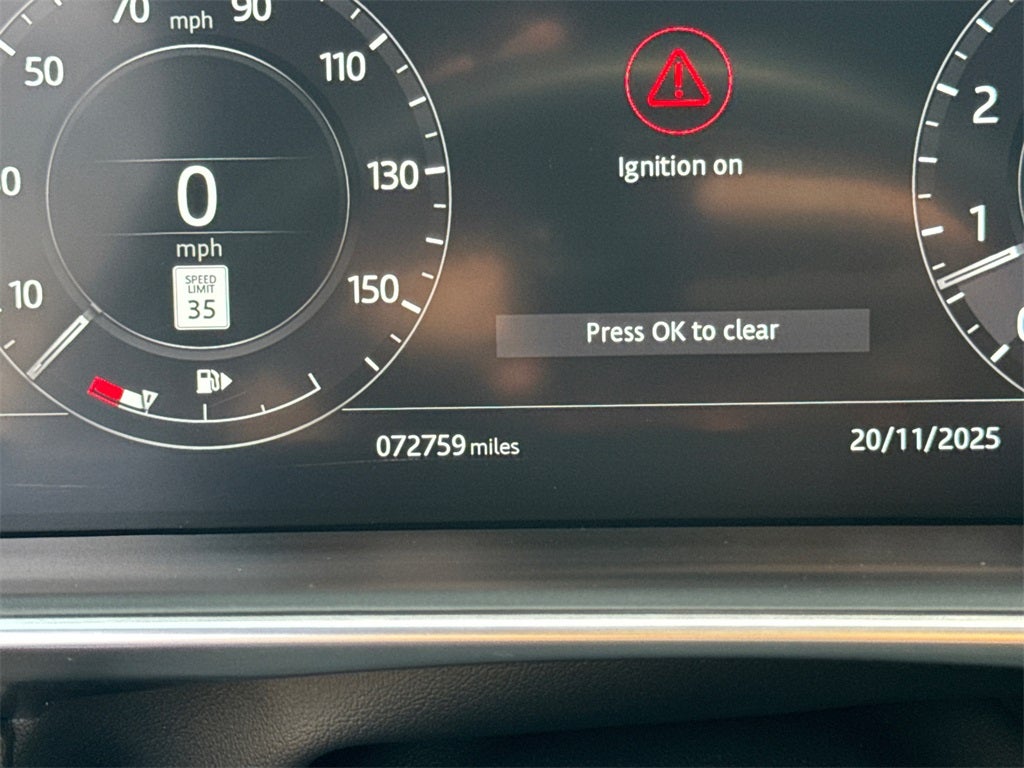 70 mph 90
50
110
2
Ignition on
130
0
mph
1
SPEED
LIMIT
35
10
150
Press OK to clear
072759 miles
20/11/2025